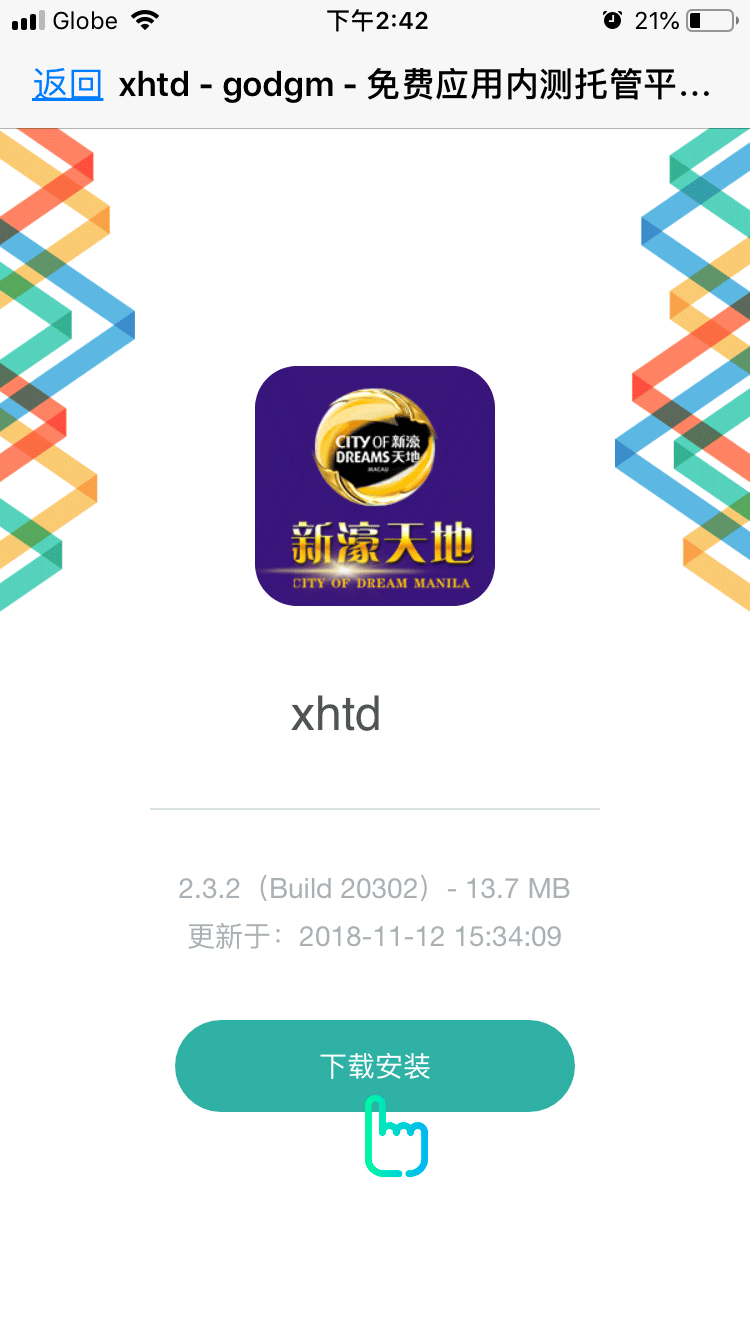 Globe 下午2:42 21%
返回 xhtd - godgm - 免费应用内测托管平...
CITY OF 新濠
DREAMS 天地
MACAU
新濠天地
CITY OF DREAM MANILA
xhtd
2.3.2（Build 20302）- 13.7 MB
更新于：2018-11-12 15:34:09
下载安装